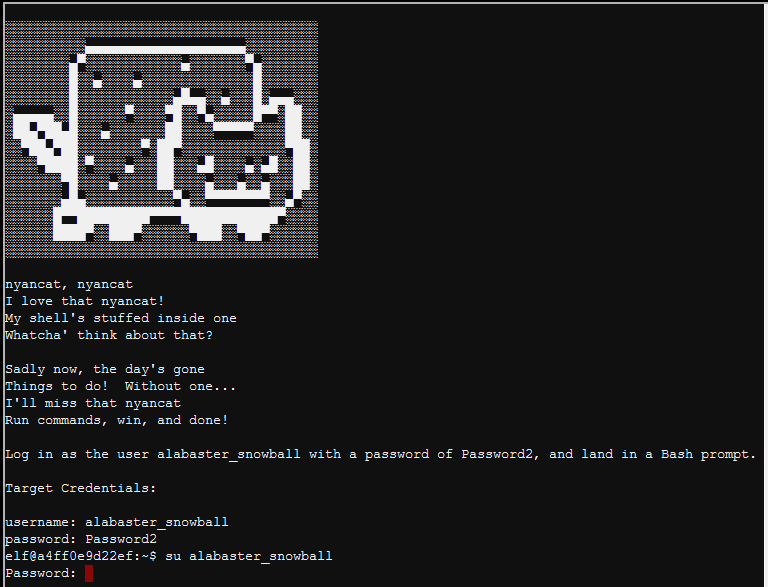 nyancat, nyancat
I love that nyancat!
My shell's stuffed inside one
Whatcha' think about that?
Sadly now, the day's gone
Things to do!  Without one...
I'll miss that nyancat
Run commands, win, and done!
Log in as the user alabaster_snowball with a password of Password2, and land in a Bash prompt.
Target Credentials:
username: alabaster_snowball
password: Password2
elf@a4ff0e9d22ef:~$ su alabaster_snowball
Password: